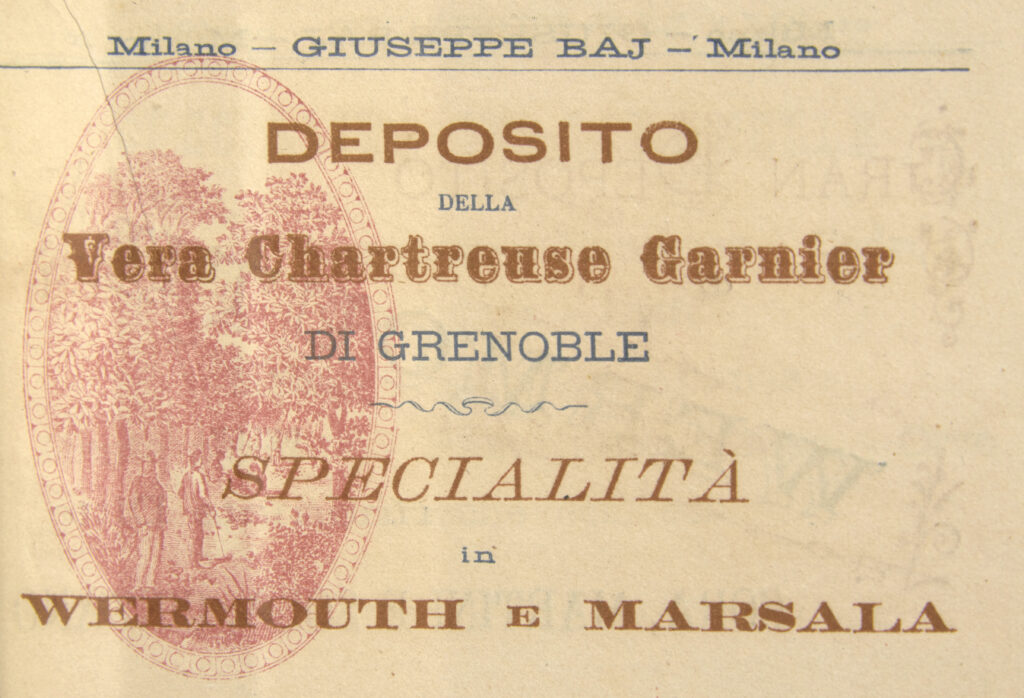 Milano – GIUSEPPE BAJ – Milano
DEPOSITO
DELLA
Vera Chartreuse Garnier
DI GRENOBLE
SPECIALITÀ
in
WERMOUTH E MARSALA